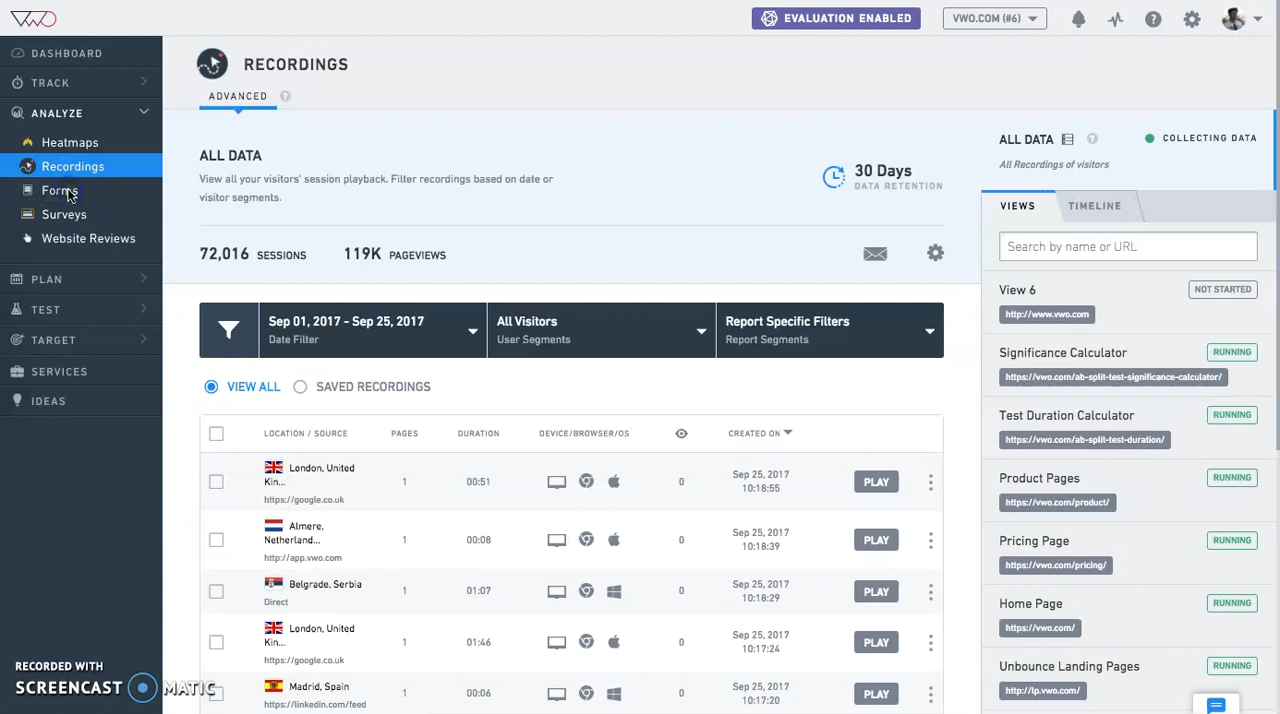 VWO
EVALUATION ENABLED
VWO.COM (#6)
DASHBOARD
TRACK
ANALYZE
Heatmaps
Recordings
Forms
Surveys
Website Reviews
PLAN
TEST
TARGET
SERVICES
IDEAS
RECORDED WITH
SCREENCAST MATIC
RECORDINGS
ADVANCED
ALL DATA
View all your visitors' session playback. Filter recordings based on date or
visitor segments.
30 Days
DATA RETENTION
72,016 SESSIONS 119K PAGEVIEWS
Sep 01, 2017 - Sep 25, 2017
Date Filter
All Visitors
User Segments
Report Specific Filters
Report Segments
VIEW ALL SAVED RECORDINGS
LOCATION / SOURCE PAGES DURATION DEVICE/BROWSER/OS CREATED ON
London, United
Kin...
https://google.co.uk
1 00:51 0 Sep 25, 2017
10:18:55
PLAY
Almere,
Netherland...
http://app.vwo.com
1 00:08 0 Sep 25, 2017
10:18:39
PLAY
Belgrade, Serbia
Direct
1 01:07 0 Sep 25, 2017
10:18:29
PLAY
London, United
Kin...
https://google.co.uk
1 01:46 0 Sep 25, 2017
10:17:24
PLAY
Madrid, Spain
https://linkedin.com/feed
1 00:06 0 Sep 25, 2017
10:17:20
PLAY
ALL DATA
COLLECTING DATA
All Recordings of visitors
VIEWS TIMELINE
Search by name or URL
View 6 NOT STARTED
http://www.vwo.com
Significance Calculator RUNNING
https://vwo.com/ab-split-test-significance-calculator/
Test Duration Calculator RUNNING
https://vwo.com/ab-split-test-duration/
Product Pages RUNNING
https://vwo.com/product/
Pricing Page RUNNING
https://vwo.com/pricing/
Home Page RUNNING
https://vwo.com/
Unbounce Landing Pages RUNNING
http://lp.vwo.com/